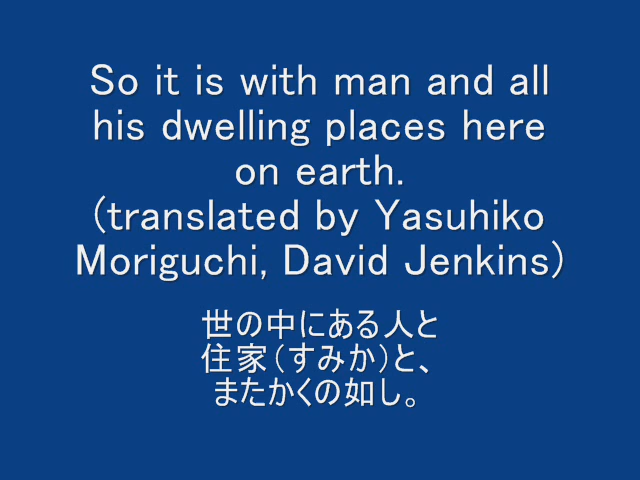 So it is with man and all
his dwelling places here
on earth.
(translated by Yasuhiko
Moriguchi, David Jenkins)
世の中にある人と
住家(すみか)と、
またかくの如し。